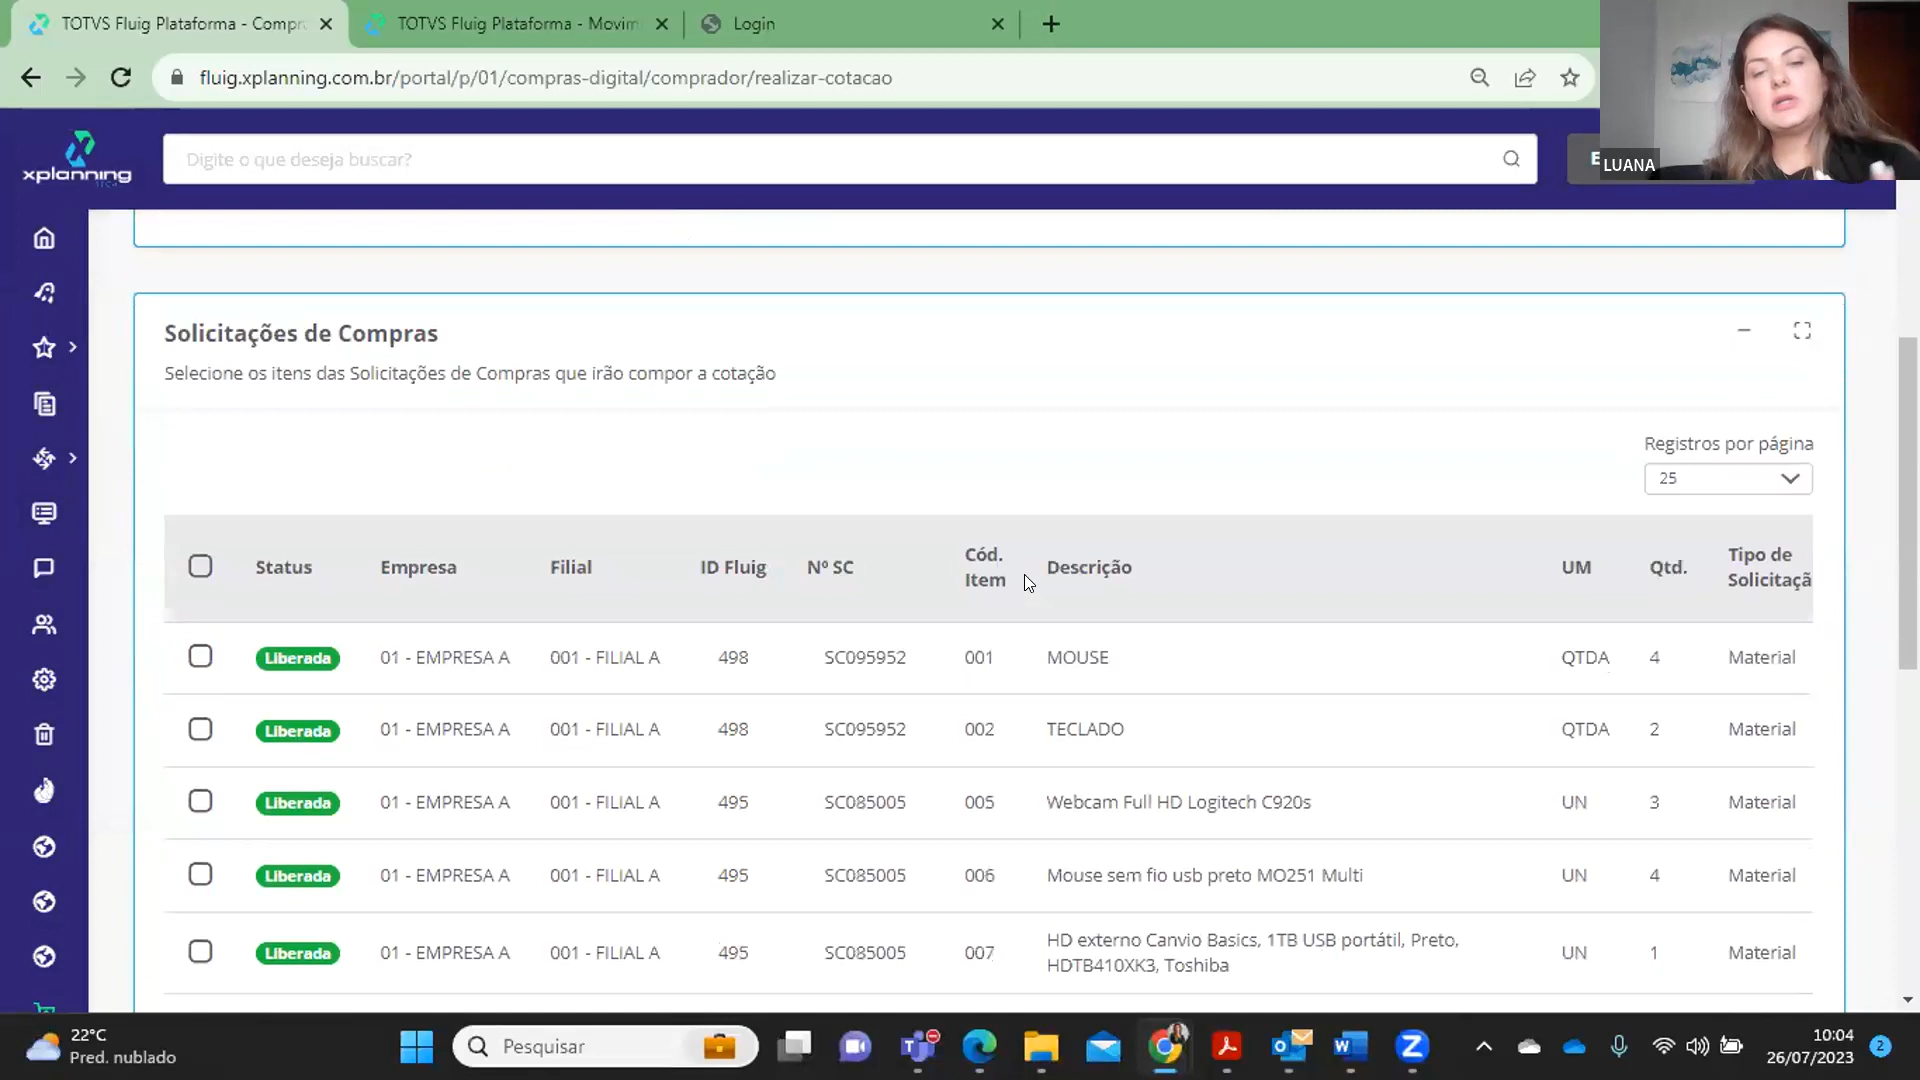 TOTVS Fluig Plataforma - Compr
TOTVS Fluig Plataforma - Movim
Login
fluig.xplanning.com.br/portal/p/01/compras-digital/comprador/realizar-cotacao
LUANA
xplanning
Digite o que deseja buscar?
E
Solicitações de Compras
Selecione os itens das Solicitações de Compras que irão compor a cotação
Registros por página
25
Status Empresa Filial ID Fluig Nº SC Cód. Item Descrição UM Qtd. Tipo de Solicitaçã
Liberada 01 - EMPRESA A 001 - FILIAL A 498 SC095952 001 MOUSE QTDA 4 Material
Liberada 01 - EMPRESA A 001 - FILIAL A 498 SC095952 002 TECLADO QTDA 2 Material
Liberada 01 - EMPRESA A 001 - FILIAL A 495 SC085005 005 Webcam Full HD Logitech C920s UN 3 Material
Liberada 01 - EMPRESA A 001 - FILIAL A 495 SC085005 006 Mouse sem fio usb preto MO251 Multi UN 4 Material
Liberada 01 - EMPRESA A 001 - FILIAL A 495 SC085005 007 HD externo Canvio Basics, 1TB USB portátil, Preto, HDTB410XK3, Toshiba UN 1 Material
22°C
Pred. nublado
Pesquisar
10:04
26/07/2023
2